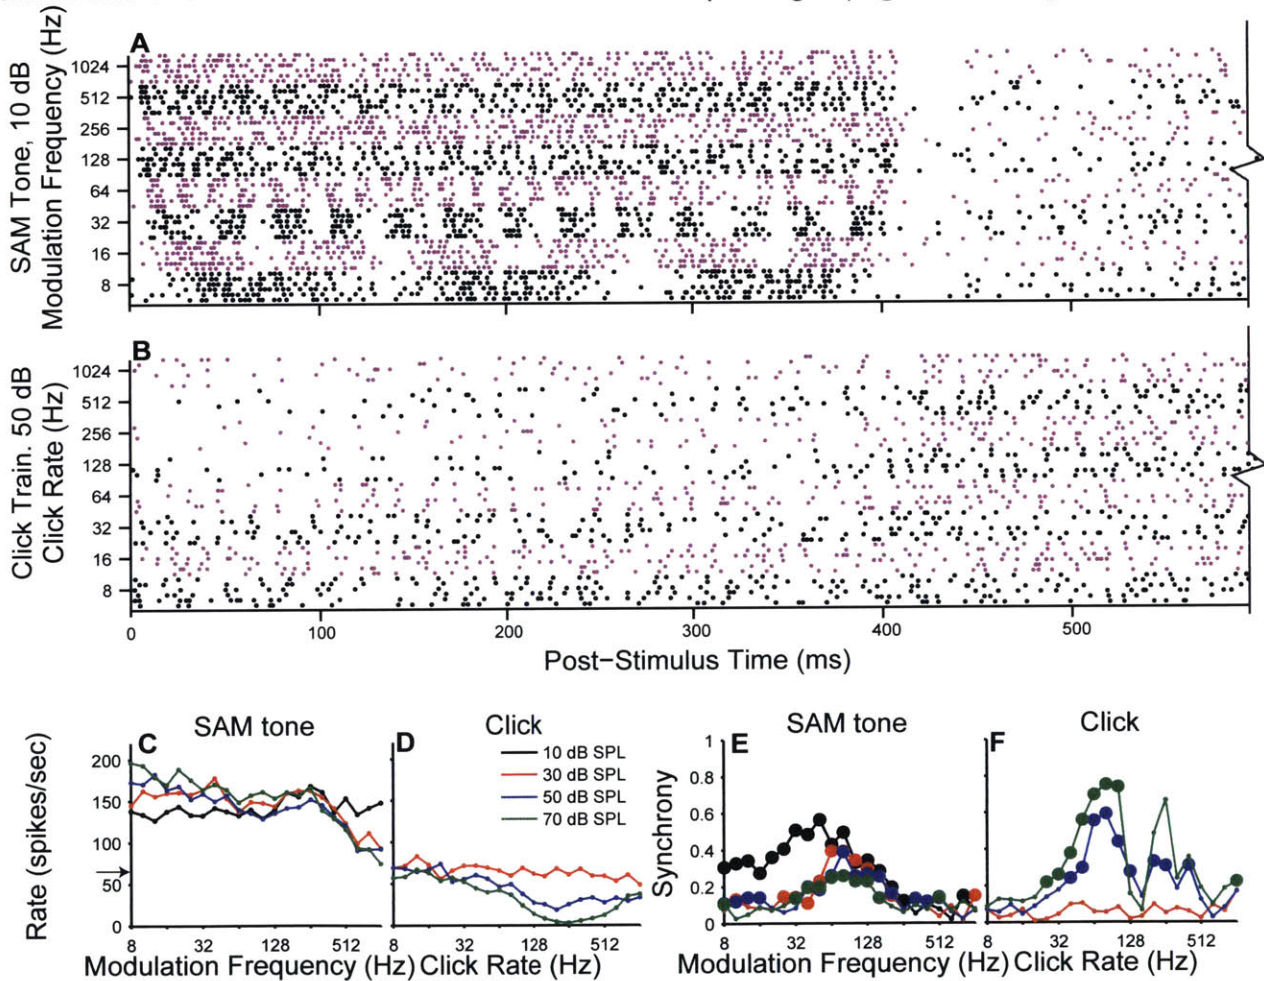 A
SAM Tone, 10 dB
Modulation Frequency (Hz)
1024
512
256
128
64
32
16
8
B
Click Train. 50 dB
Click Rate (Hz)
1024
512
256
128
64
32
16
8
0 100 200 300 400 500
Post-Stimulus Time (ms)
C SAM tone
Rate (spikes/sec)
200
150
100
50
0
8 32 128 512
Modulation Frequency (Hz)
D Click
10 dB SPL
30 dB SPL
50 dB SPL
70 dB SPL
8 32 128 512
Click Rate (Hz)
E SAM tone
Synchrony
1
0.8
0.6
0.4
0.2
0
8 32 128 512
Modulation Frequency (Hz)
F Click
8 32 128 512
Click Rate (Hz)